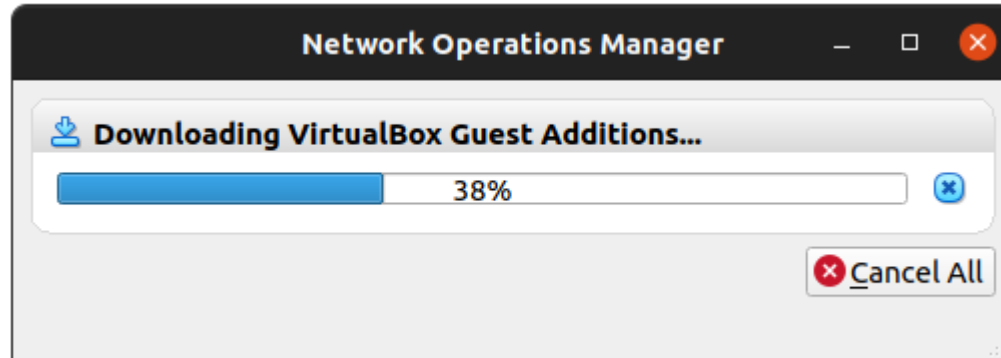 Network Operations Manager
Downloading VirtualBox Guest Additions...
38%
Cancel All